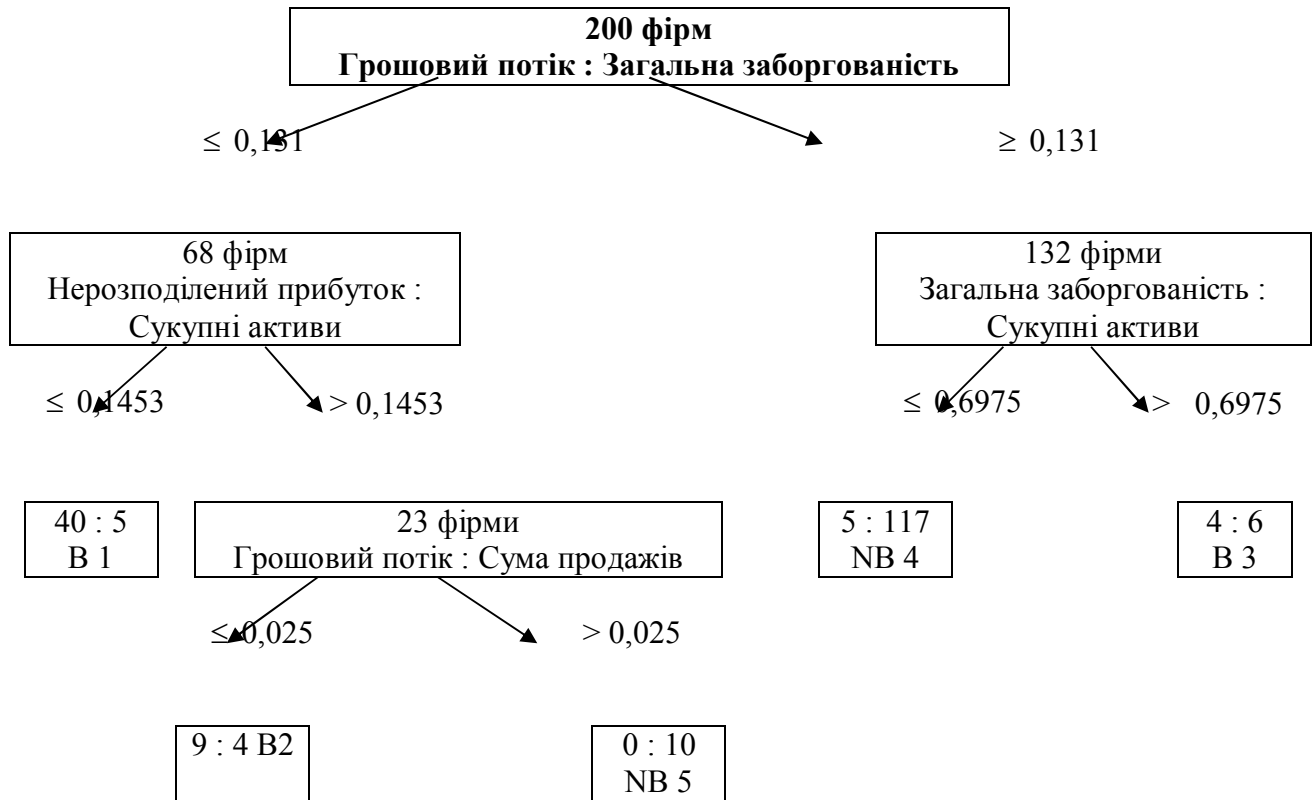 200 фірм
Грошовий потік : Загальна заборгованість
≤ 0,131
≥ 0,131
68 фірм
Нерозподілений прибуток :
Сукупні активи
132 фірми
Загальна заборгованість :
Сукупні активи
≤ 0,1453
> 0,1453
≤ 0,6975
> 0,6975
40 : 5
В 1
23 фірми
Грошовий потік : Сума продажів
5 : 117
NB 4
4 : 6
В 3
≤ 0,025
> 0,025
9 : 4 В2
0 : 10
NB 5